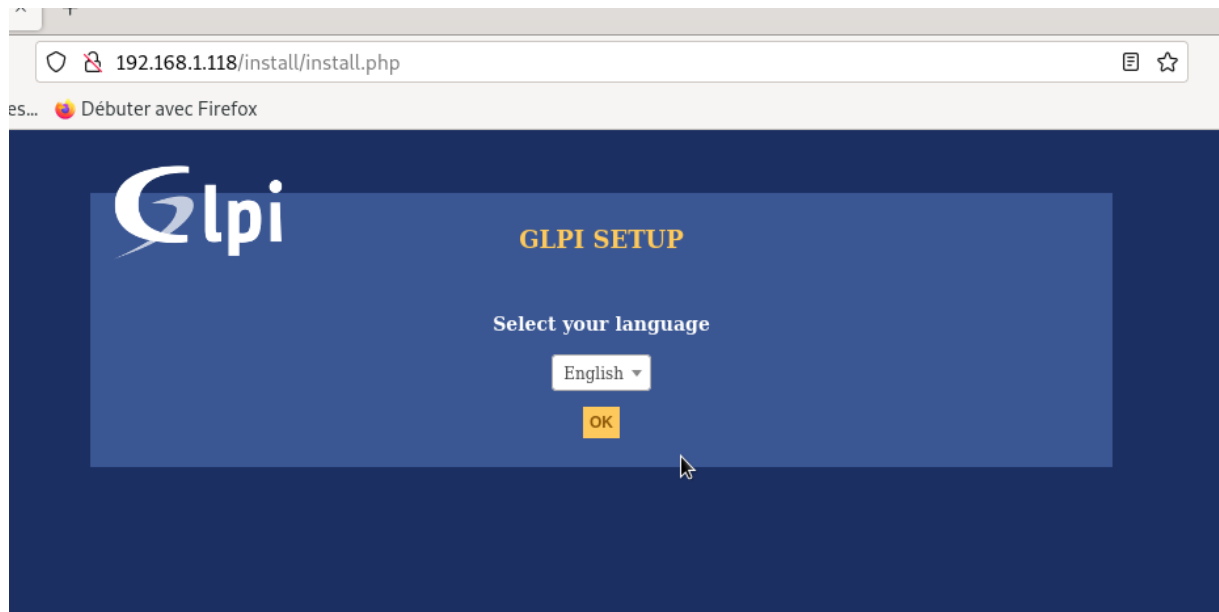 192.168.1.118/install/install.php
es... Débuter avec Firefox
Glpi
GLPI SETUP
Select your language
English
OK